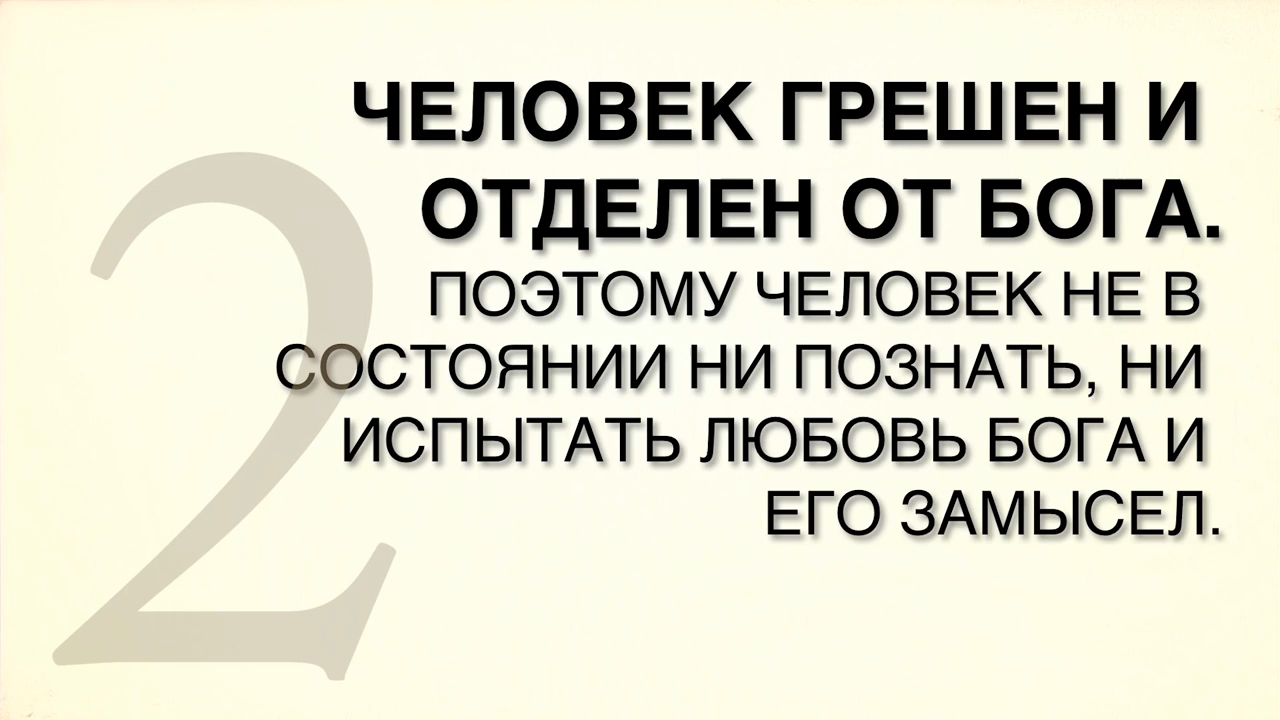 2
ЧЕЛОВЕК ГРЕШЕН И
ОТДЕЛЕН ОТ БОГА.
ПОЭТОМУ ЧЕЛОВЕК НЕ В
СОСТОЯНИИ НИ ПОЗНАТЬ, НИ
ИСПЫТАТЬ ЛЮБОВЬ БОГА И
ЕГО ЗАМЫСЕЛ.